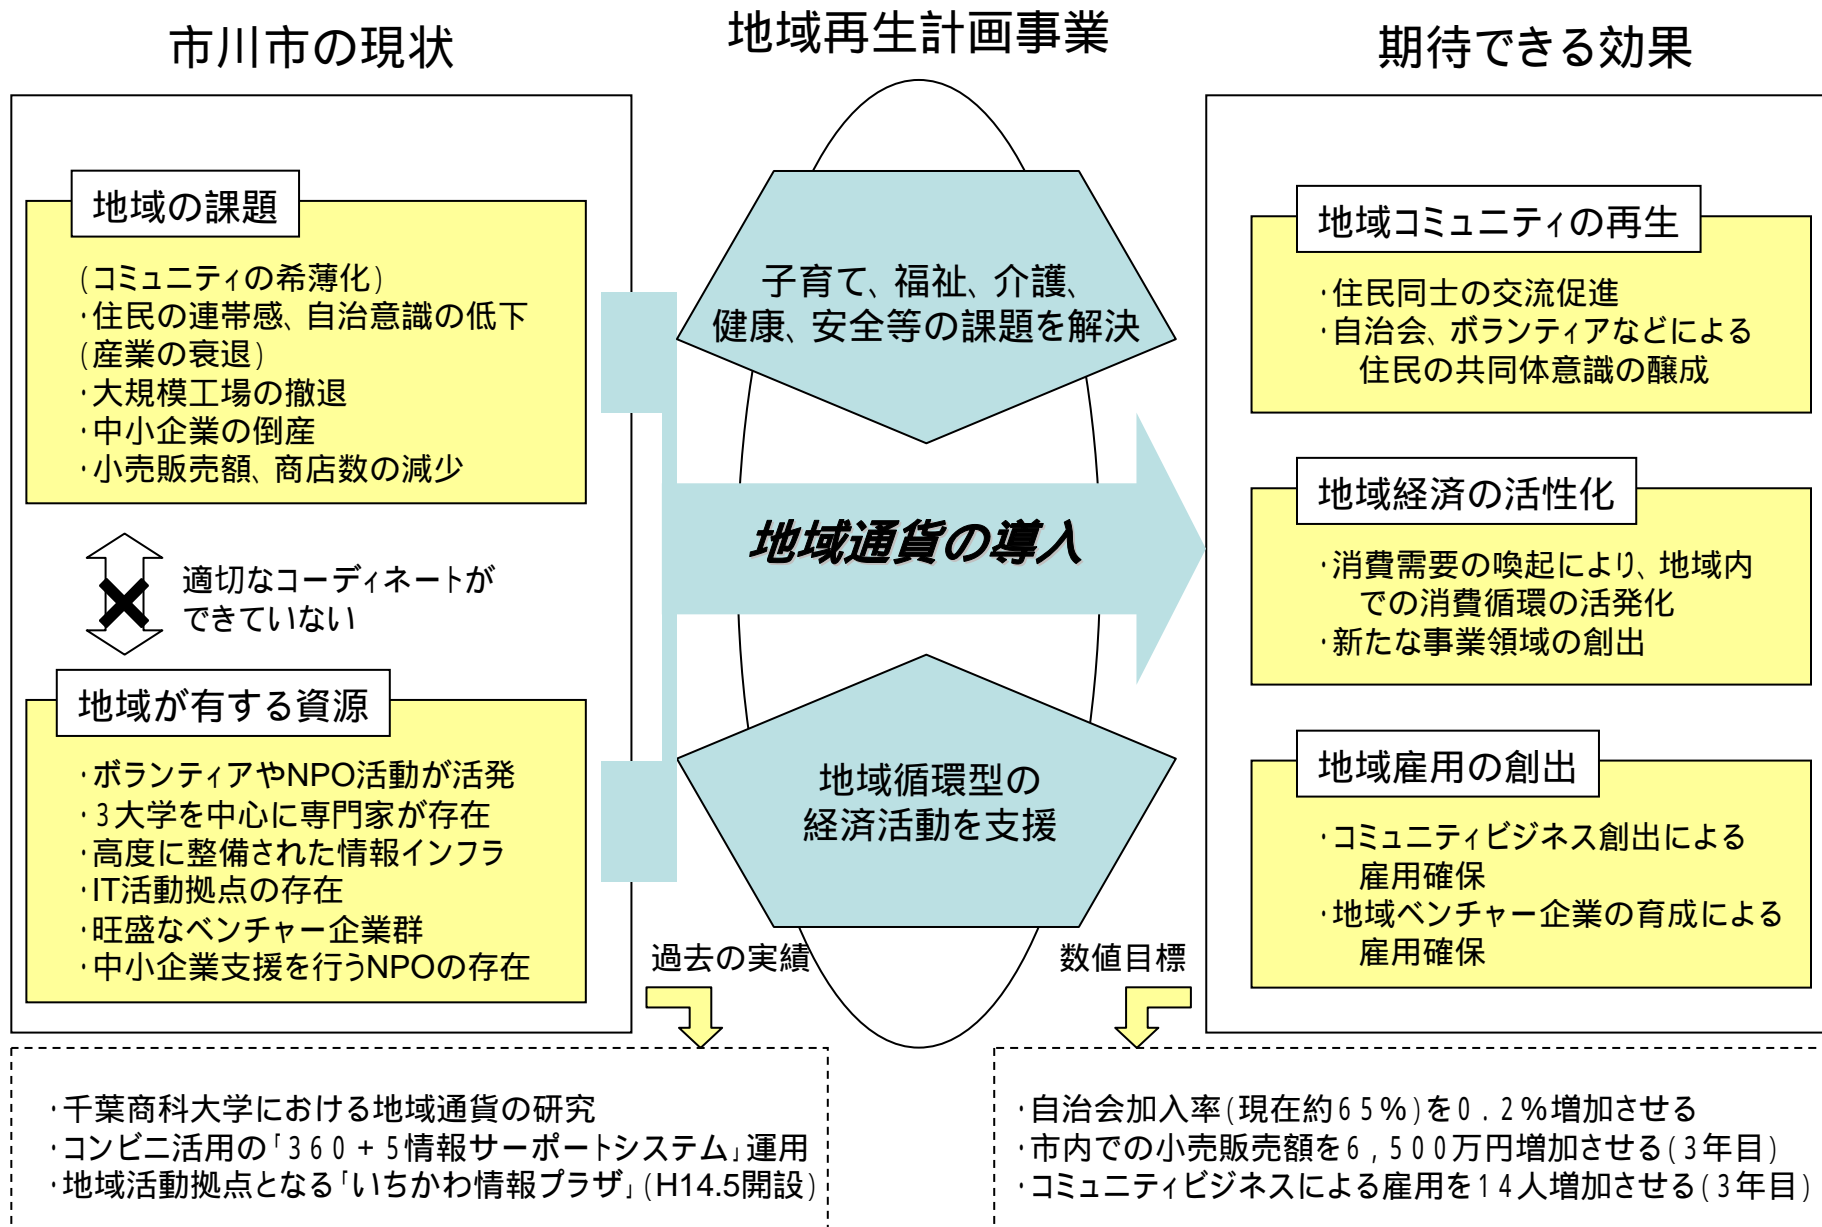 市川市の現状
地域の課題
(コミュニティの希薄化)
・住民の連帯感、自治意識の低下
(産業の衰退)
・大規模工場の撤退
・中小企業の倒産
・小売販売額、商店数の減少
適切なコーディネートが
できていない
地域が有する資源
・ボランティアやNPO活動が活発
・3大学を中心に専門家が存在
・高度に整備された情報インフラ
・IT活動拠点の存在
・旺盛なベンチャー企業群
・中小企業支援を行うNPOの存在
地域再生計画事業
子育て、福祉、介護、
健康、安全等の課題を解決
地域通貨の導入
地域循環型の
経済活動を支援
期待できる効果
地域コミュニティの再生
・住民同士の交流促進
・自治会、ボランティアなどによる
住民の共同体意識の醸成
地域経済の活性化
・消費需要の喚起により、地域内
での消費循環の活発化
・新たな事業領域の創出
地域雇用の創出
・コミュニティビジネス創出による
雇用確保
・地域ベンチャー企業の育成による
雇用確保
過去の実績
・千葉商科大学における地域通貨の研究
・コンビニ活用の「360+5情報サーポートシステム」運用
・地域活動拠点となる「いちかわ情報プラザ」(H14.5開設)
数値目標
・自治会加入率(現在約65%)を0.2%増加させる
・市内での小売販売額を6,500万円増加させる(3年目)
・コミュニティビジネスによる雇用を14人増加させる(3年目)